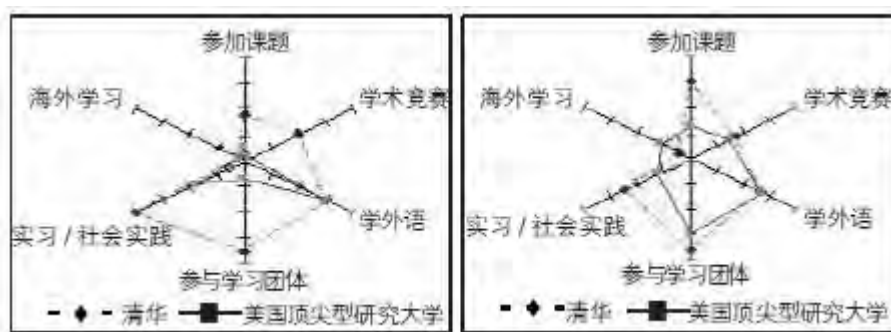 参加课题
海外学习
学术竞赛
实习/社会实践
学外语
参与学习团体
清华
美国顶尖型研究大学
参加课题
海外学习
学术竞赛
实习/社会实践
学外语
参与学习团体
清华
美国顶尖型研究大学